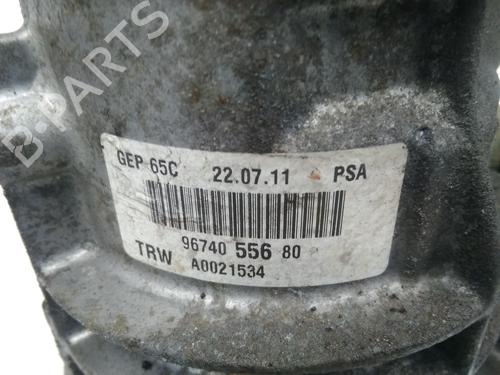 B-PARTS
GEP 65C 22.07.11 PSA
96740 556 80
TRW A0021534